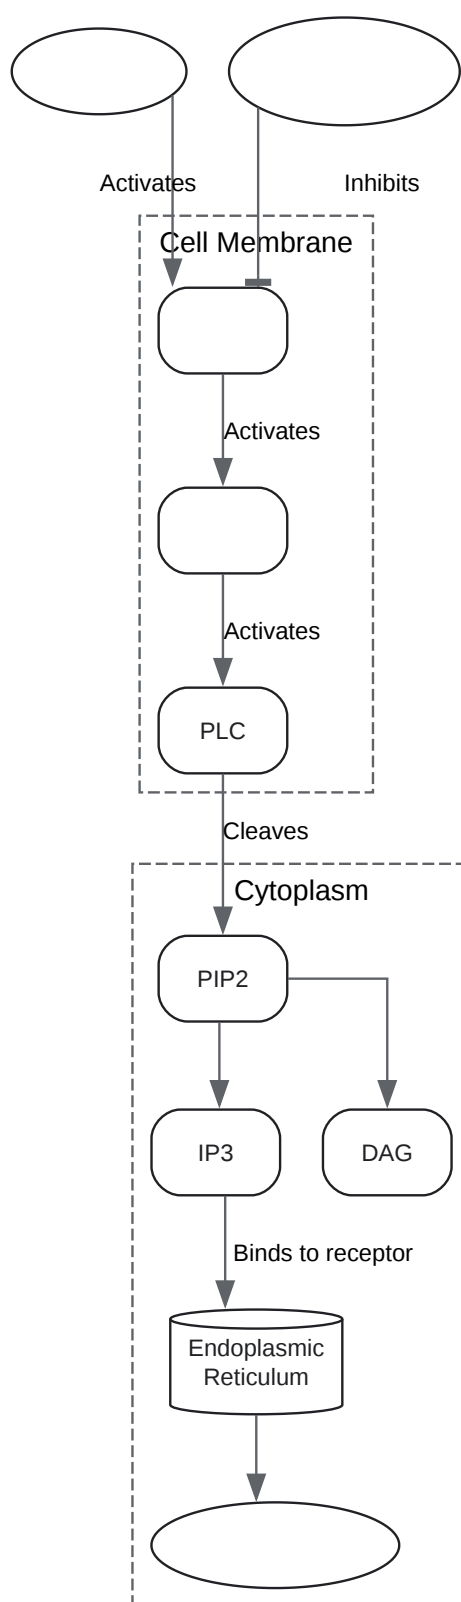 Activates
Inhibits
Cell Membrane
Activates
Activates
PLC
Cleaves
Cytoplasm
PIP2
IP3
DAG
Binds to receptor
Endoplasmic
Reticulum